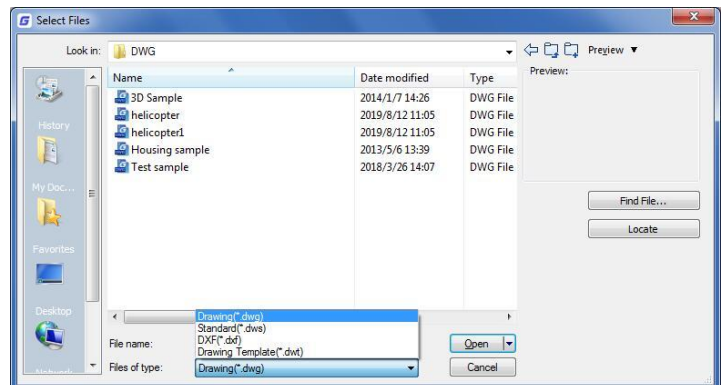 Select Files
Look in: DWG Preview
Name Date modified Type Preview:
3D Sample 2014/1/7 14:26 DWG File
History helicopter 2019/8/12 11:05 DWG File
helicopter1 2019/8/12 11:05 DWG File
Housing sample 2013/5/6 13:39 DWG File
Test sample 2018/3/26 14:07 DWG File
My Doc...
Find File...
Locate
Favorites
Desktop
Drawing(*.dwg)
Standard(*.dws)
DXF(*.dxf)
Drawing Template(*.dwt)
File name: Open
Network
Files of type: Drawing(*.dwg) Cancel